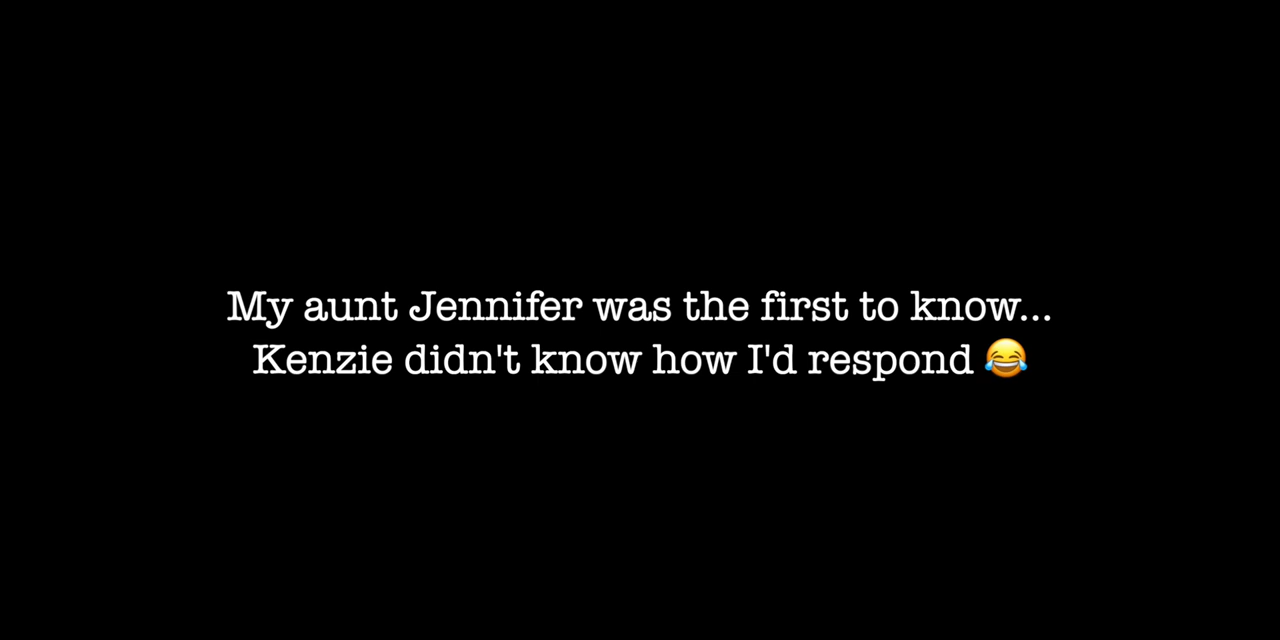 My aunt Jennifer was the first to know...
Kenzie didn't know how I'd respond 😂